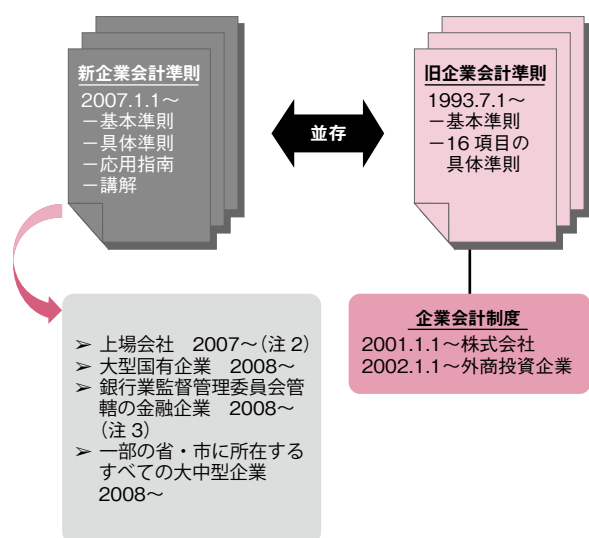 新企業会計準則
2007.1.1～
－基本準則
－具体準則
－応用指南
－講解
並存
旧企業会計準則
1993.7.1～
－基本準則
－16 項目の
具体準則
➢ 上場会社　2007～（注 2）
➢ 大型国有企業　2008～
➢ 銀行業監督管理委員会管
轄の金融企業　2008～
（注 3）
➢ 一部の省・市に所在する
すべての大中型企業
2008～
企業会計制度
2001.1.1～株式会社
2002.1.1～外商投資企業